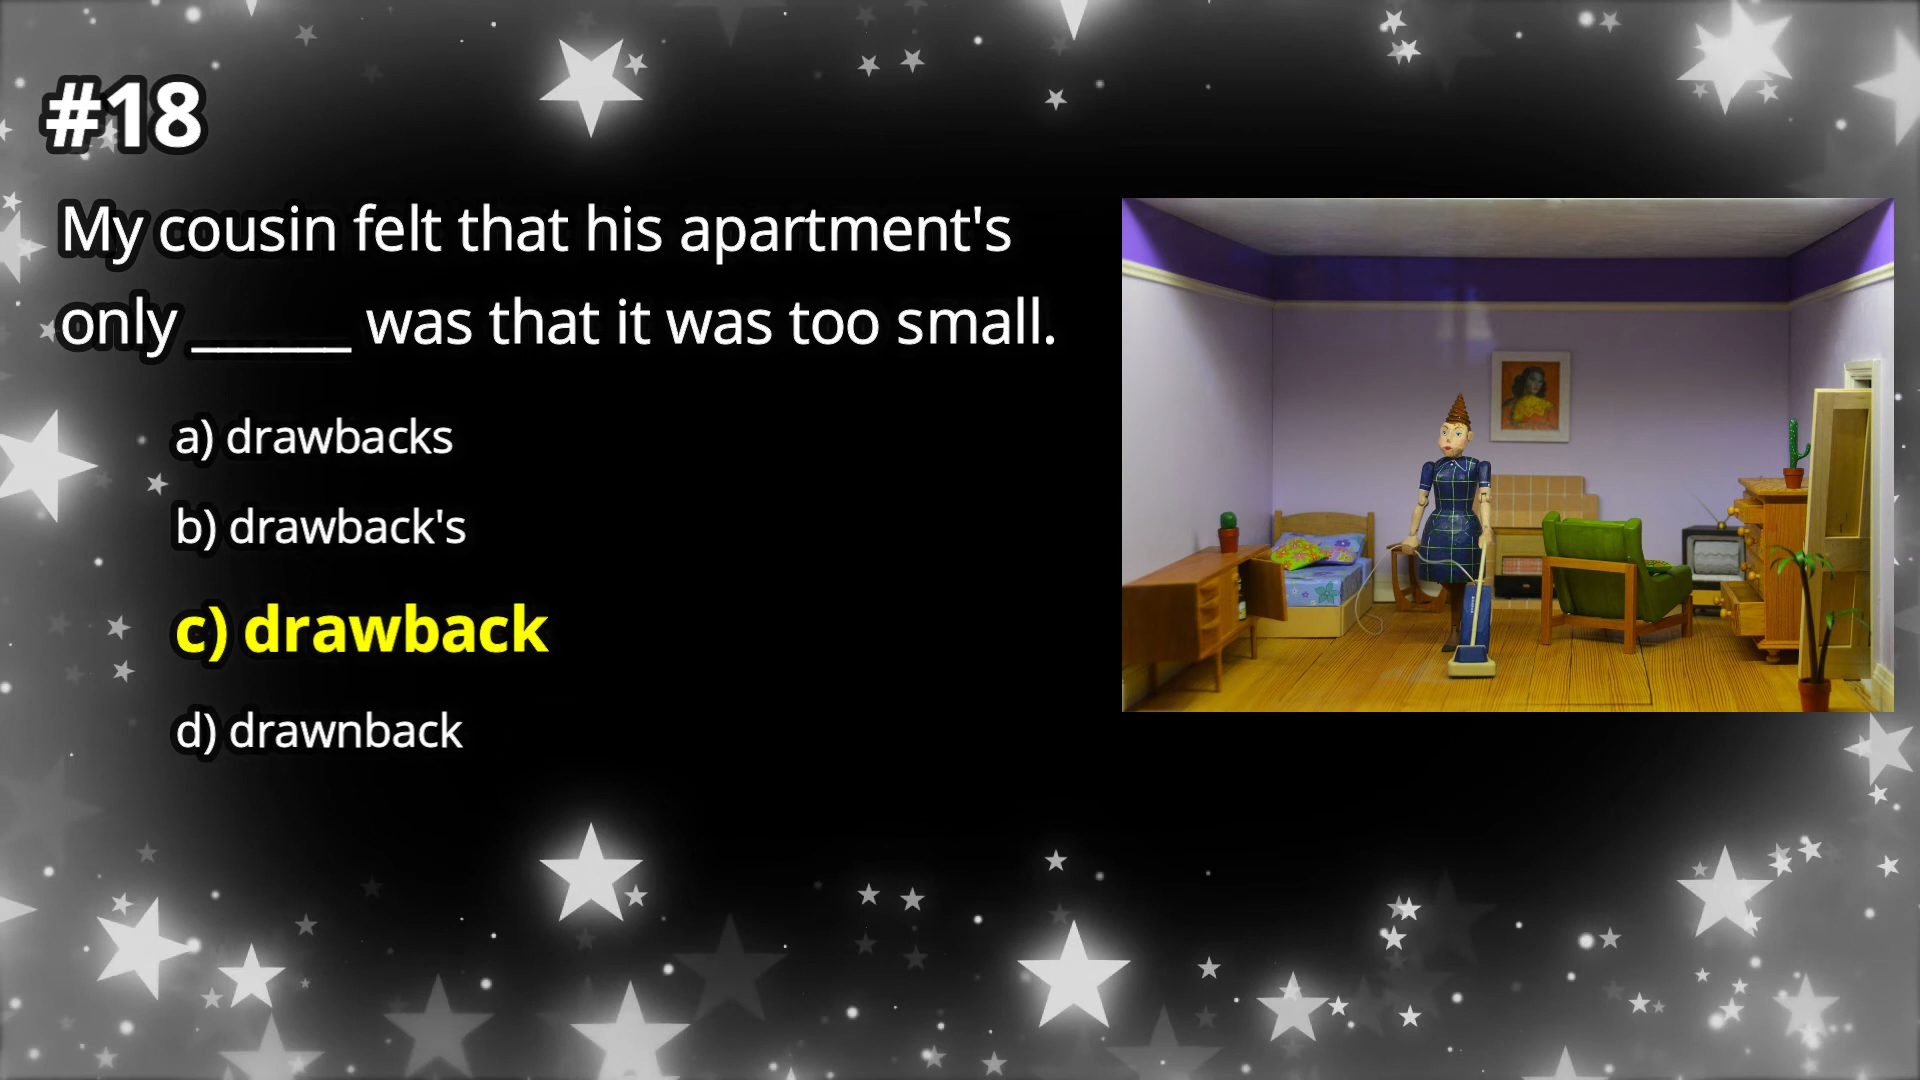 #18
My cousin felt that his apartment's
only ______ was that it was too small.
a) drawbacks
b) drawback's
c) drawback
d) drawnback